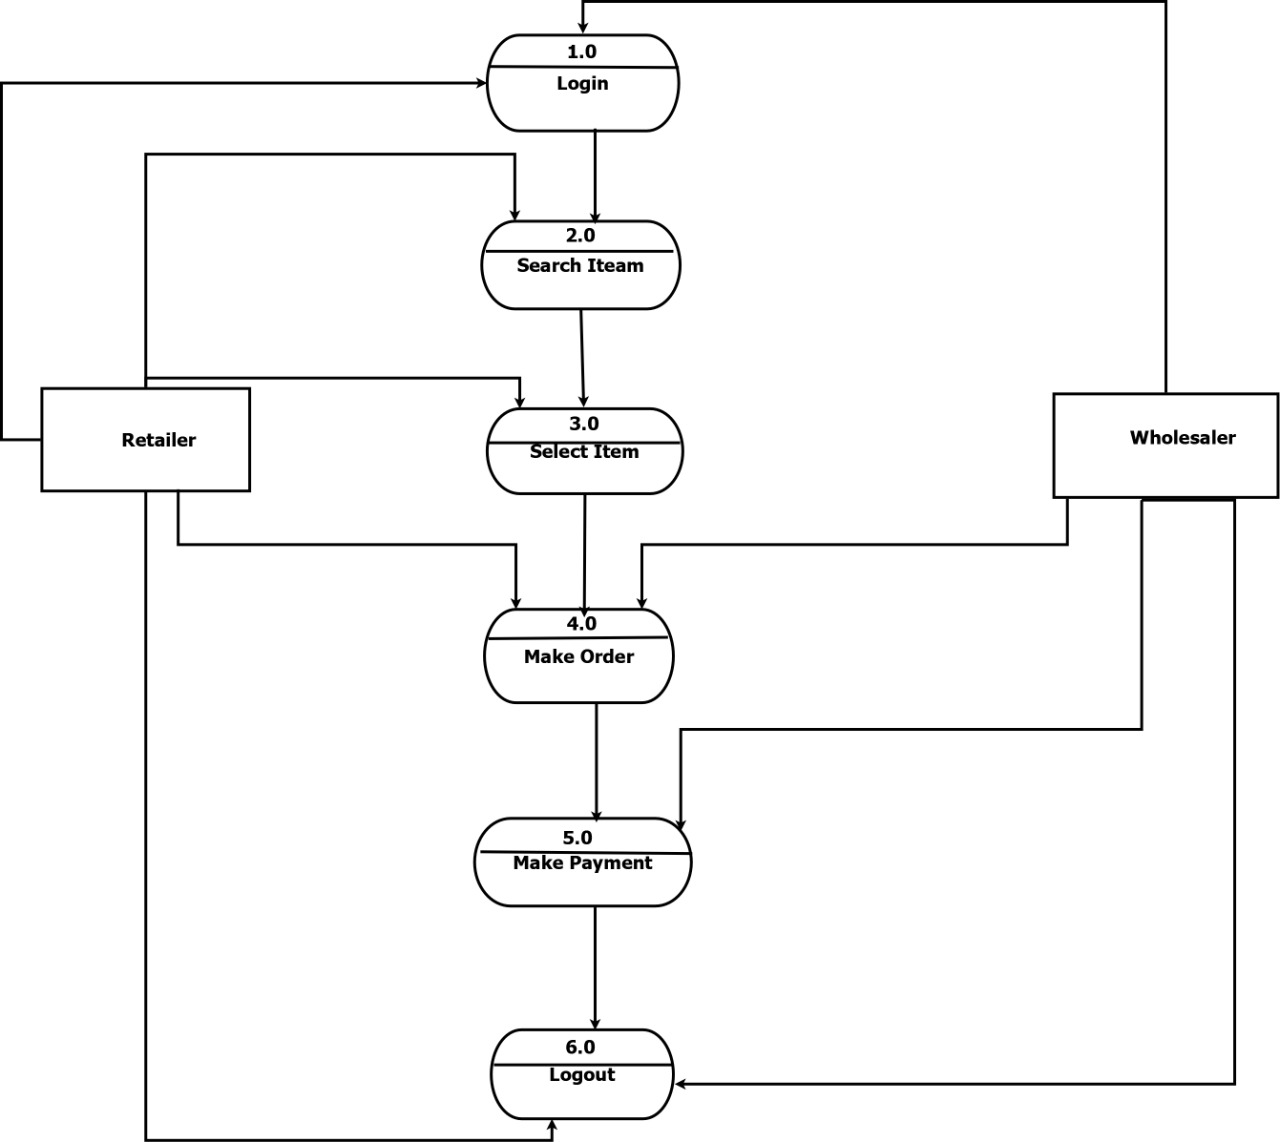 1.0
Login
2.0
Search Iteam
3.0
Select Item
Retailer
Wholesaler
4.0
Make Order
5.0
Make Payment
6.0
Logout